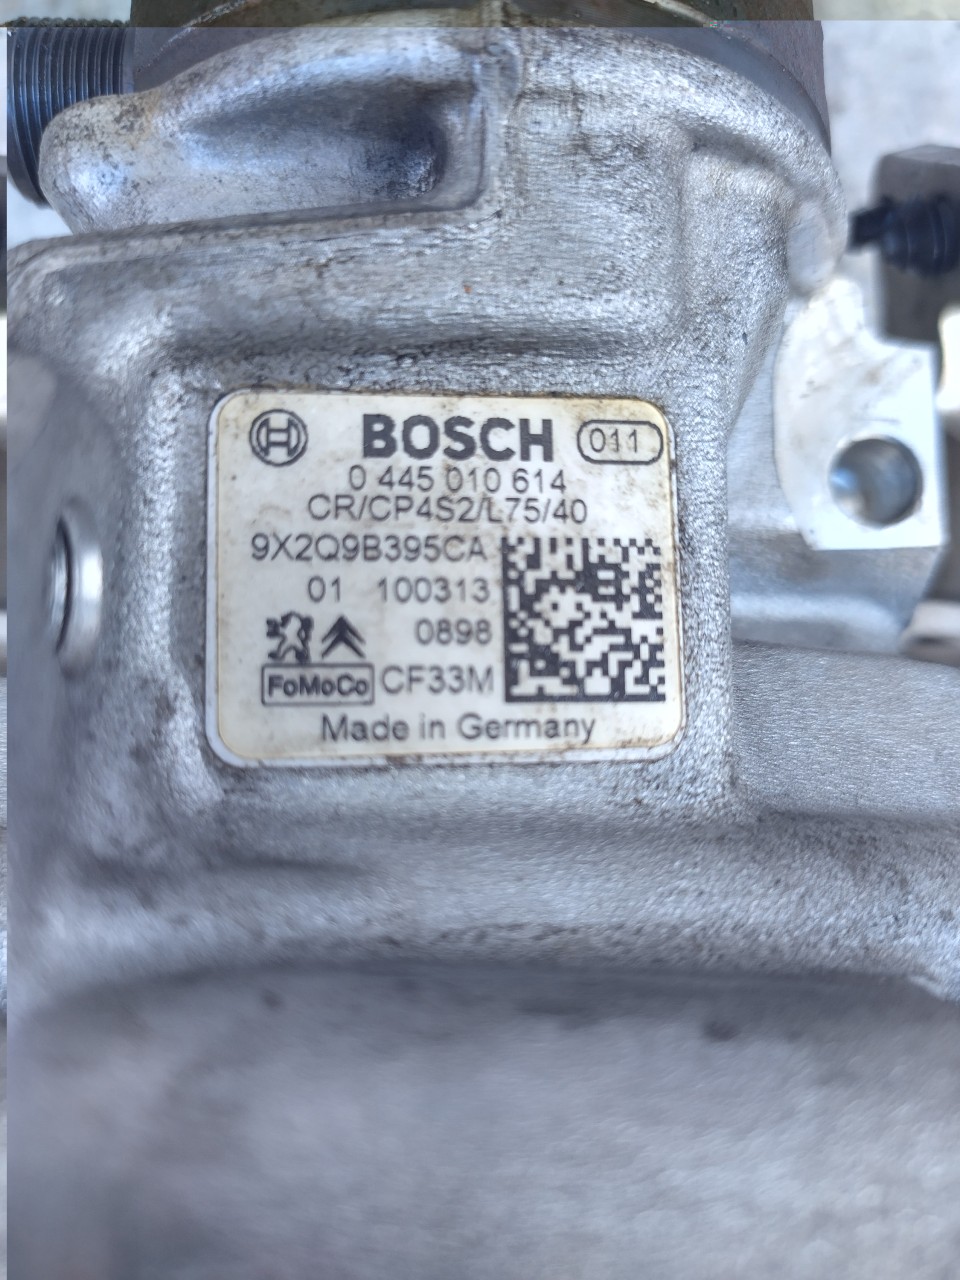 BOSCH 011
0 445 010 614
CR/CP4S2/L75/40
9X2Q9B395CA
01 100313
0898
FoMoCo CF33M
Made in Germany